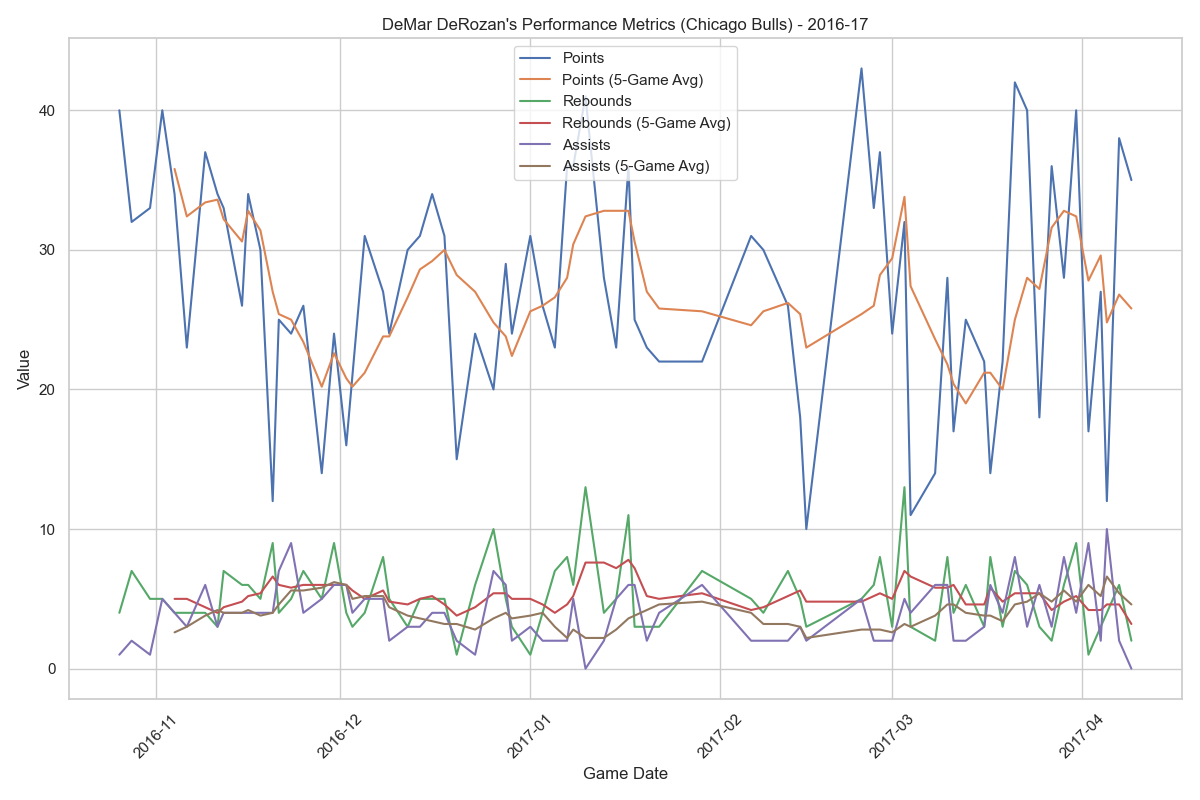 DeMar DeRozan's Performance Metrics (Chicago Bulls) - 2016-17
Points
Points (5-Game Avg)
Rebounds
Rebounds (5-Game Avg)
Assists
Assists (5-Game Avg)
Value
40
30
20
10
0
2016-11
2016-12
2017-01
2017-02
2017-03
2017-04
Game Date